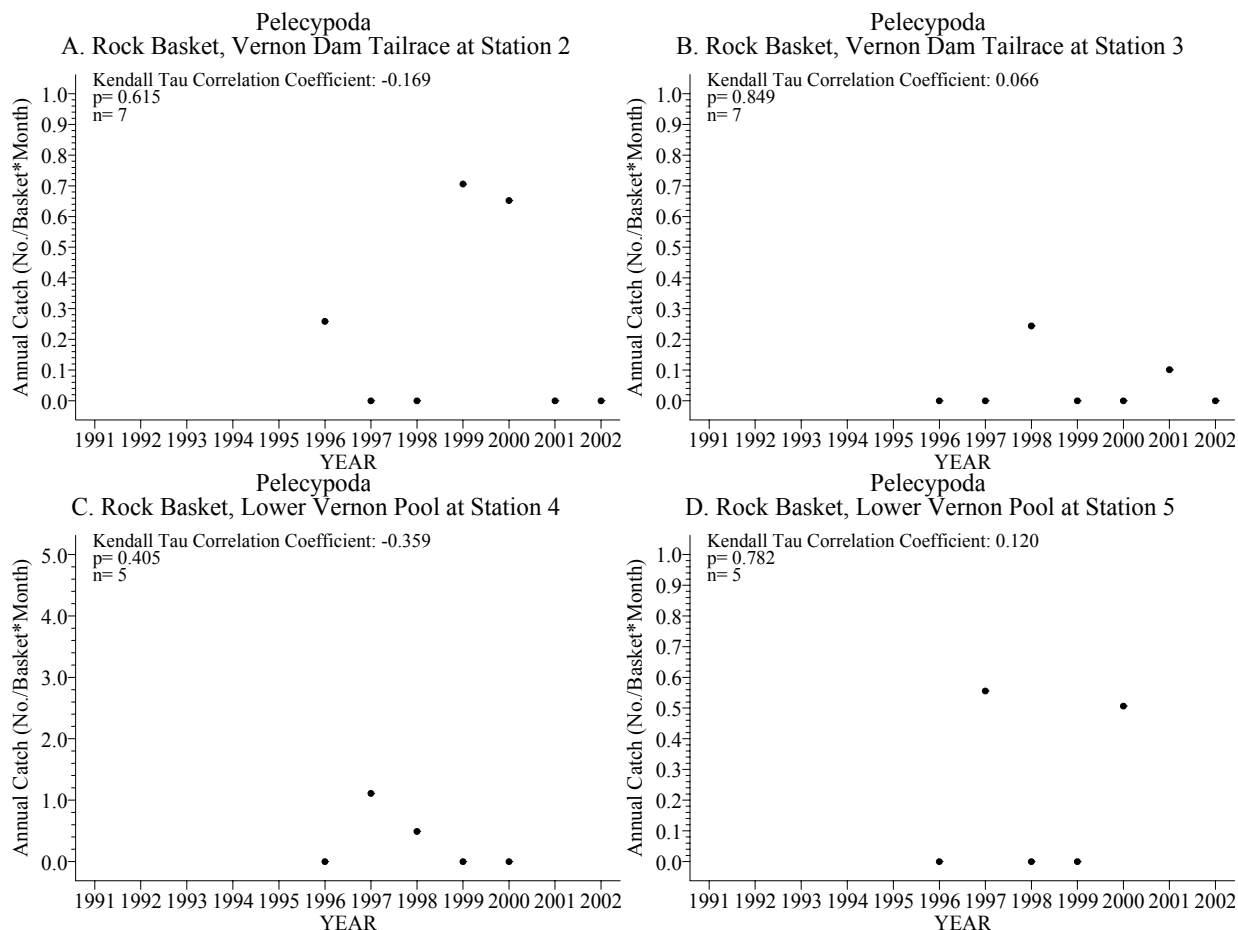 Pelecypoda
A. Rock Basket, Vernon Dam Tailrace at Station 2
Kendall Tau Correlation Coefficient: -0.169
p= 0.615
n= 7
Annual Catch (No./Basket*Month)
1.0
0.9
0.8
0.7
0.6
0.5
0.4
0.3
0.2
0.1
0.0
1991 1992 1993 1994 1995 1996 1997 1998 1999 2000 2001 2002
YEAR
Pelecypoda
B. Rock Basket, Vernon Dam Tailrace at Station 3
Kendall Tau Correlation Coefficient: 0.066
p= 0.849
n= 7
Annual Catch (No./Basket*Month)
1.0
0.9
0.8
0.7
0.6
0.5
0.4
0.3
0.2
0.1
0.0
1991 1992 1993 1994 1995 1996 1997 1998 1999 2000 2001 2002
YEAR
Pelecypoda
C. Rock Basket, Lower Vernon Pool at Station 4
Kendall Tau Correlation Coefficient: -0.359
p= 0.405
n= 5
Annual Catch (No./Basket*Month)
5.0
4.0
3.0
2.0
1.0
0.0
1991 1992 1993 1994 1995 1996 1997 1998 1999 2000 2001 2002
YEAR
Pelecypoda
D. Rock Basket, Lower Vernon Pool at Station 5
Kendall Tau Correlation Coefficient: 0.120
p= 0.782
n= 5
Annual Catch (No./Basket*Month)
1.0
0.9
0.8
0.7
0.6
0.5
0.4
0.3
0.2
0.1
0.0
1991 1992 1993 1994 1995 1996 1997 1998 1999 2000 2001 2002
YEAR